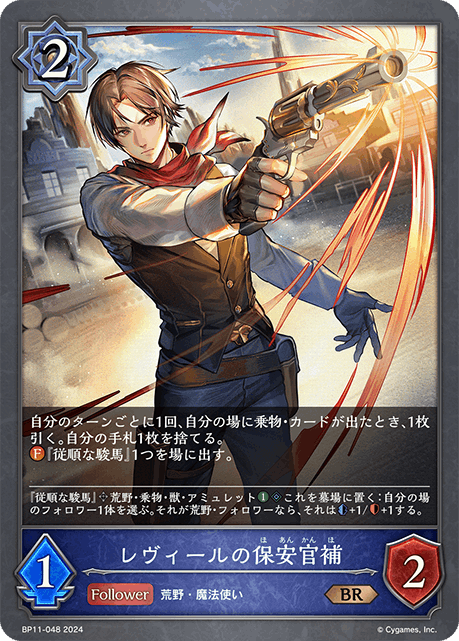 2
自分のターンごとに1回、自分の場に乗物・カードが出たとき、1枚
引く。自分の手札1枚を捨てる。
F『従順な駿馬』1つを場に出す。
『従順な駿馬』荒野・乗物・獣・アミュレット1 これを墓場に置く:自分の場
のフォロワー1体を選ぶ。それが荒野・フォロワーなら、それは+1/+1する。
ほ あん かん ほ
レヴィールの保安官補
1
Follower 荒野・魔法使い
BR
2
BP11-048 2024
© Cygames, Inc.